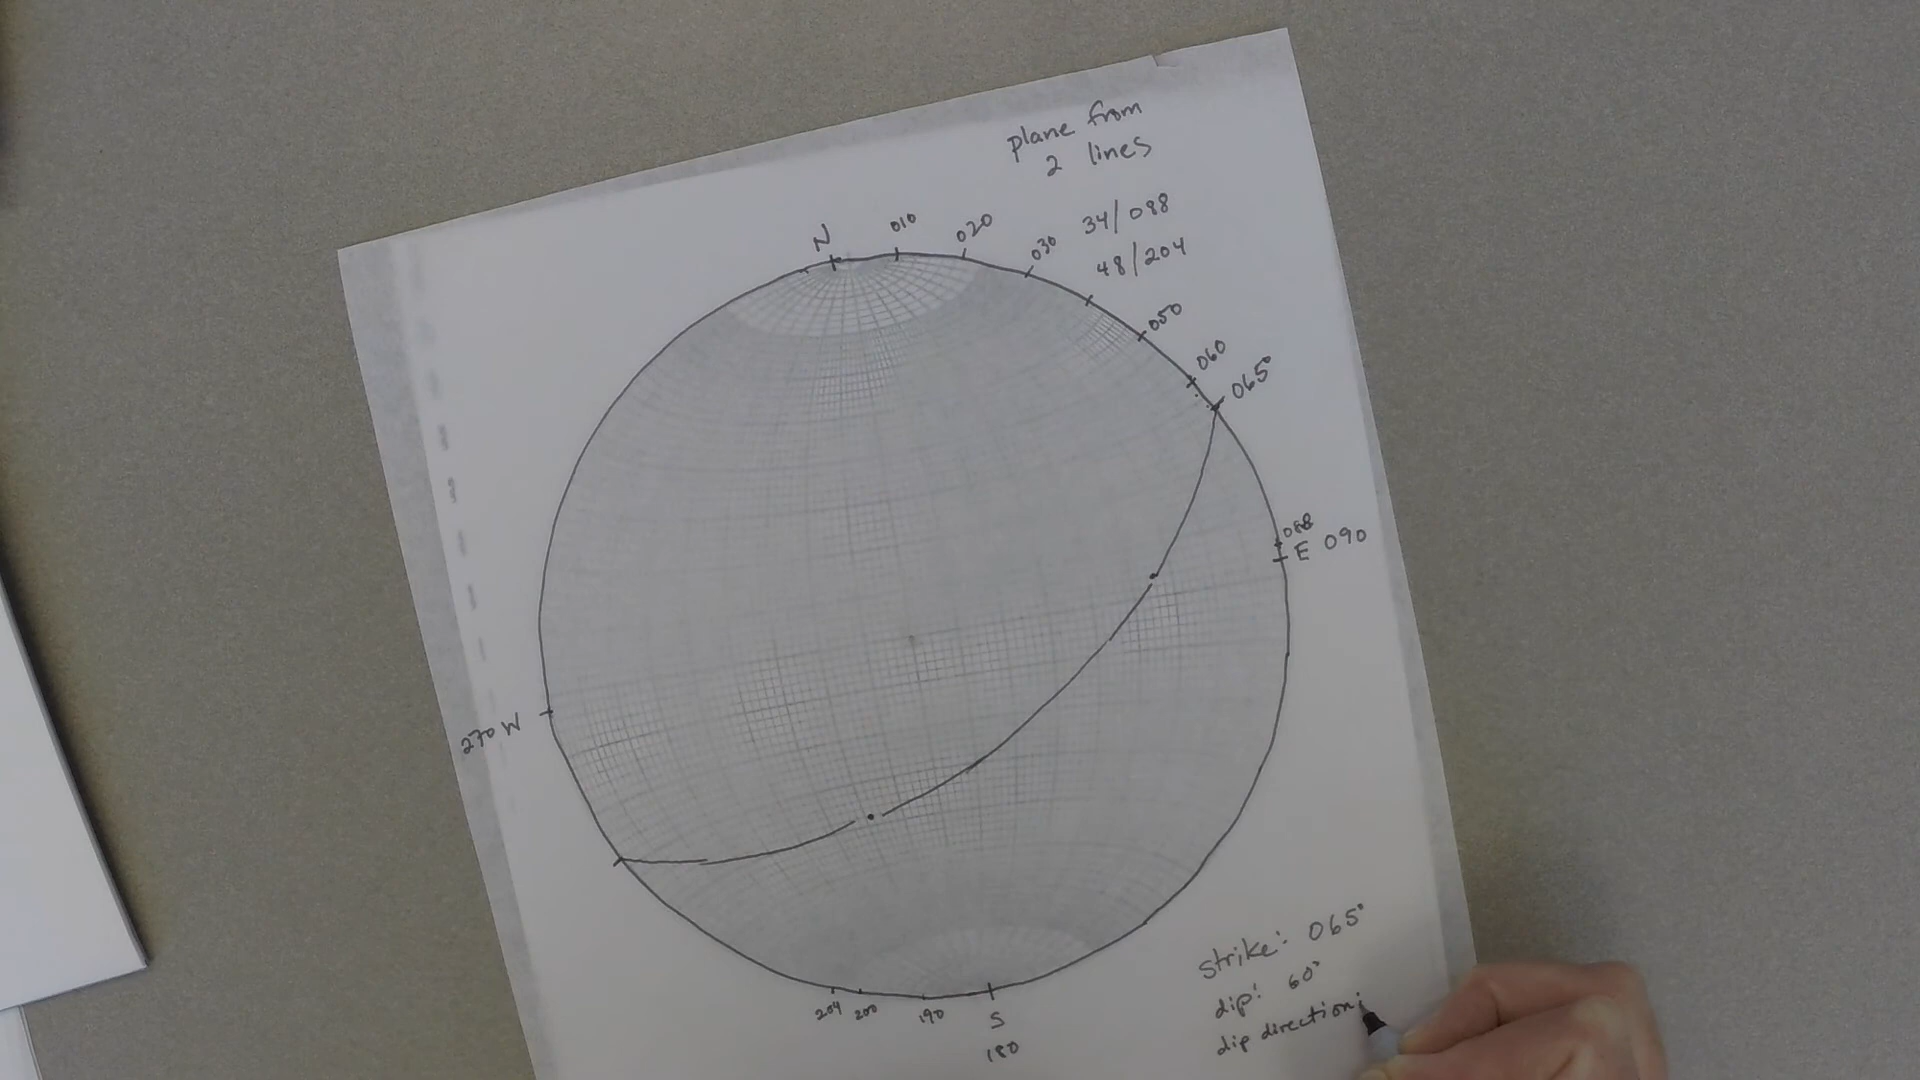 plane from
2 lines
34/088
48/204
N
010
020
030
050
060
065°
088
E 090
270 W
204
200
190
S
180
strike: 065°
dip: 60°
dip direction: